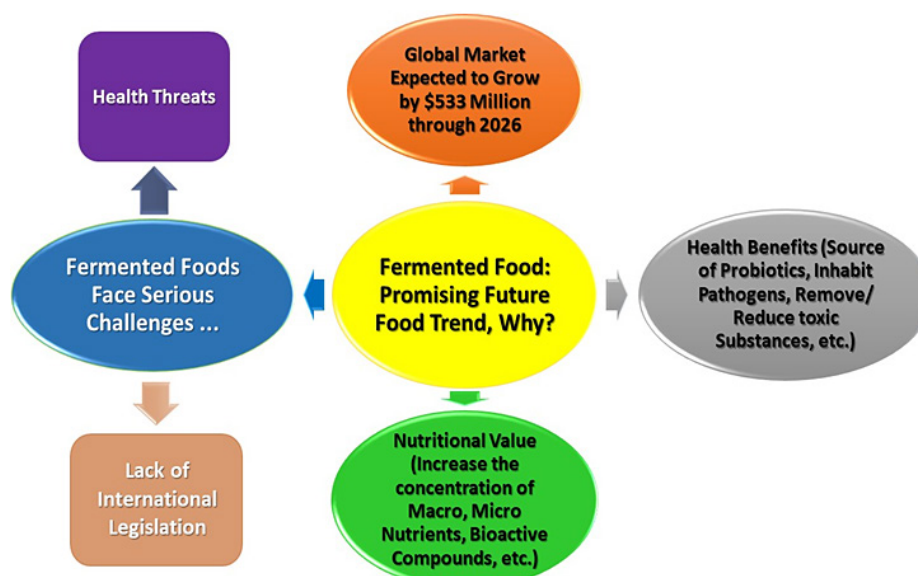 Health Threats
Global Market
Expected to Grow
by $533 Million
through 2026
Fermented Foods
Face Serious
Challenges ...
Fermented Food:
Promising Future
Food Trend, Why?
Health Benefits (Source
of Probiotics, Inhabit
Pathogens, Remove/
Reduce toxic
Substances, etc.)
Lack of
International
Legislation
Nutritional Value
(Increase the
concentration of
Macro, Micro
Nutrients, Bioactive
Compounds, etc.)